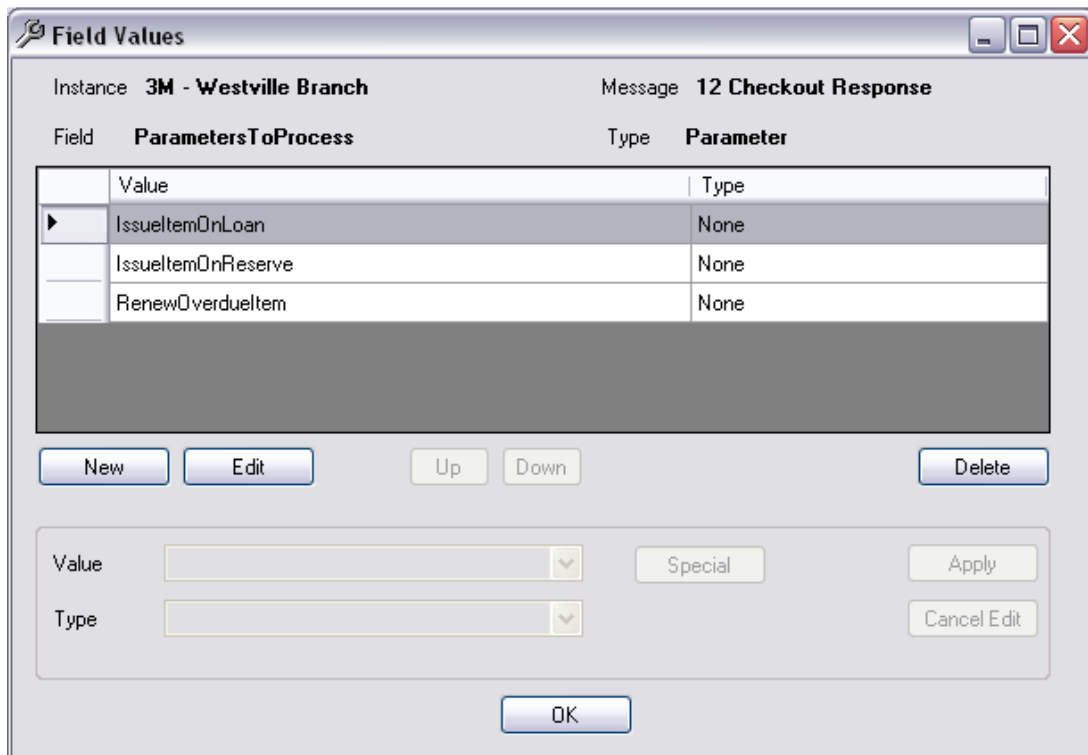 Field Values
Instance 3M - Westville Branch Message 12 Checkout Response
Field ParametersToProcess Type Parameter
Value Type
IssueItemOnLoan None
IssueItemOnReserve None
RenewOverdueItem None
New Edit Up Down Delete
Value Special Apply
Type Cancel Edit
OK